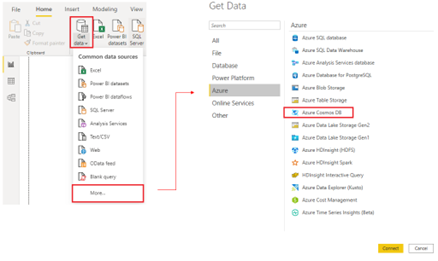 File Home Insert Modeling View
Paste
Cut
Copy
Format painter
Clipboard
Get data
Excel
Power BI datasets
SQL Server
Common data sources
Excel
Power BI datasets
Power BI dataflows
SQL Server
Analysis Services
Text/CSV
Web
OData feed
Blank query
More...
Get Data
Search
All
File
Database
Power Platform
Azure
Online Services
Other
Azure
Azure SQL database
Azure SQL Data Warehouse
Azure Analysis Services database
Azure Database for PostgreSQL
Azure Blob Storage
Azure Table Storage
Azure Cosmos DB
Azure Data Lake Storage Gen2
Azure Data Lake Storage Gen1
Azure HDInsight (HDFS)
Azure HDInsight Spark
HDInsight Interactive Query
Azure Data Explorer (Kusto)
Azure Cost Management
Azure Time Series Insights (Beta)
Connect
Cancel